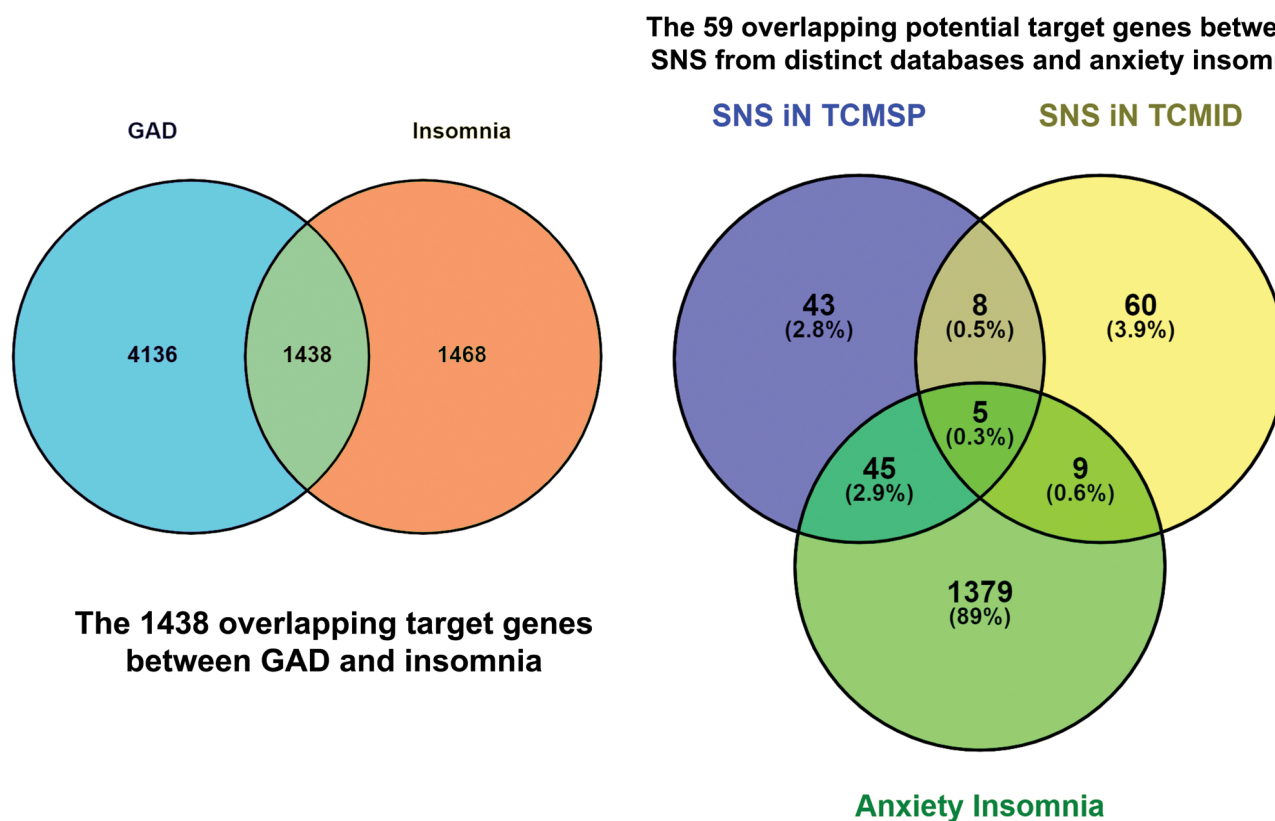 GAD
Insomnia
4136
1438
1468
The 1438 overlapping target genes
between GAD and insomnia
The 59 overlapping potential target genes
SNS from distinct databases and anxiety
SNS iN TCMSP
SNS iN TCMID
43
(2.8%)
8
(0.5%)
60
(3.9%)
5
(0.3%)
45
(2.9%)
9
(0.6%)
1379
(89%)
Anxiety Insomnia